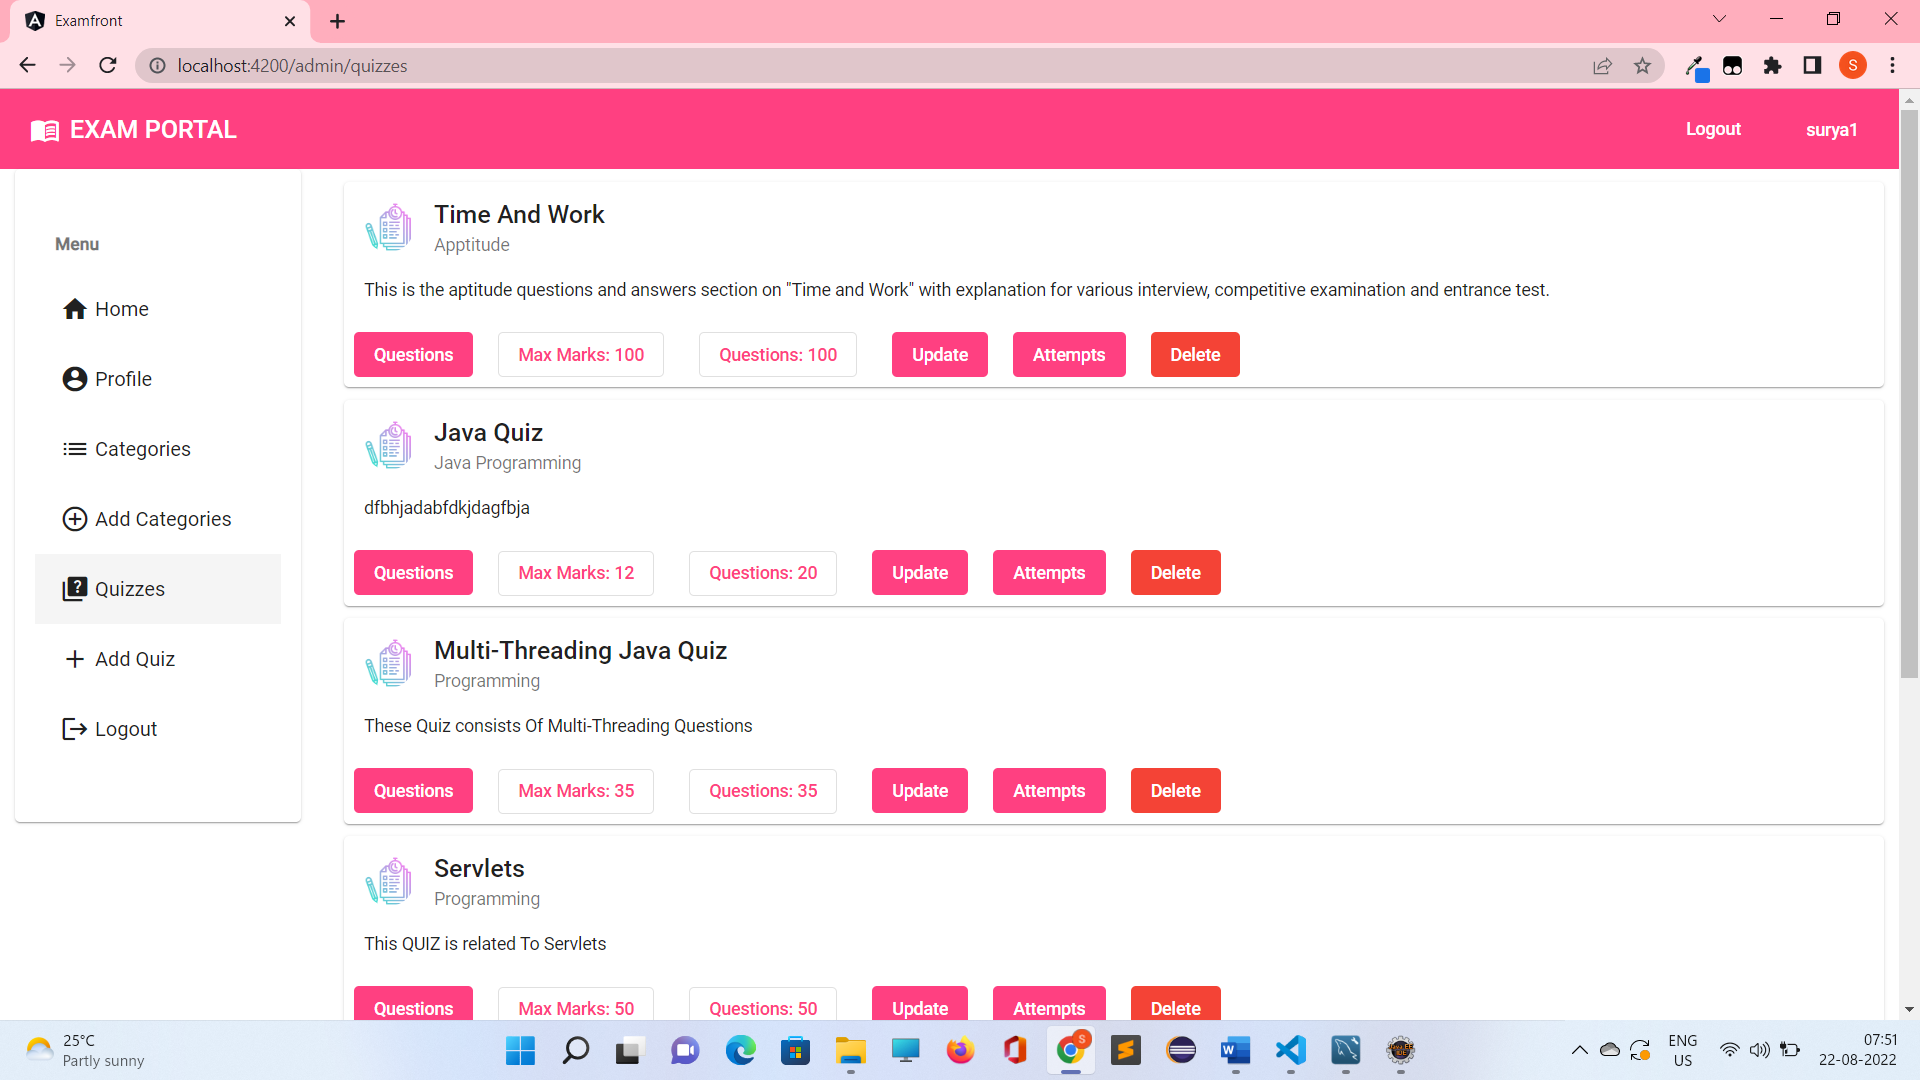 Examfront
localhost:4200/admin/quizzes
S
EXAM PORTAL
Logout
surya1
Menu
Home
Profile
Categories
Add Categories
Quizzes
Add Quiz
Logout
Time And Work
Apptitude
This is the aptitude questions and answers section on "Time and Work" with explanation for various interview, competitive examination and entrance test.
Questions Max Marks: 100 Questions: 100 Update Attempts Delete
Java Quiz
Java Programming
dfbhjadabfdkjdagfbja
Questions Max Marks: 12 Questions: 20 Update Attempts Delete
Multi-Threading Java Quiz
Programming
These Quiz consists Of Multi-Threading Questions
Questions Max Marks: 35 Questions: 35 Update Attempts Delete
Servlets
Programming
This QUIZ is related To Servlets
Questions Max Marks: 50 Questions: 50 Update Attempts Delete
25°C
Partly sunny
S
ENG
US
07:51
22-08-2022